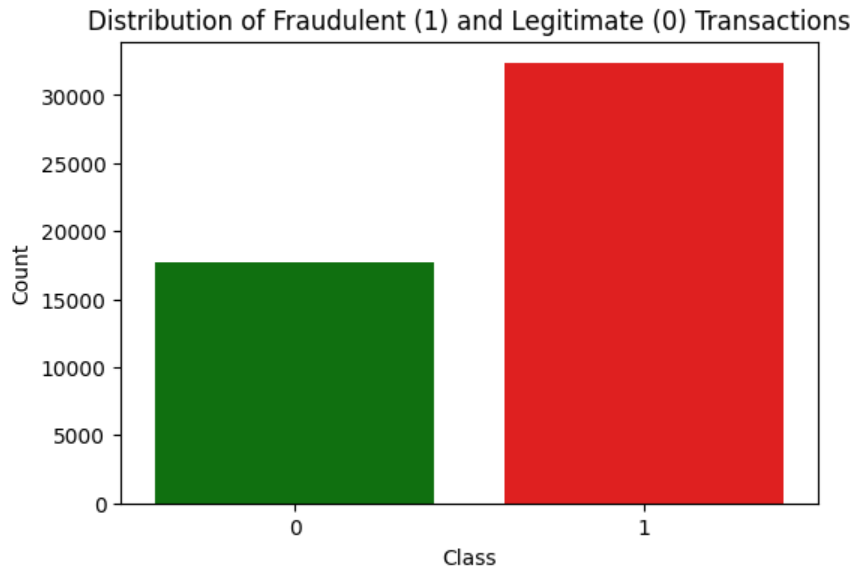 Distribution of Fraudulent (1) and Legitimate (0) Transactions
Count
30000
25000
20000
15000
10000
5000
0
0 1
Class